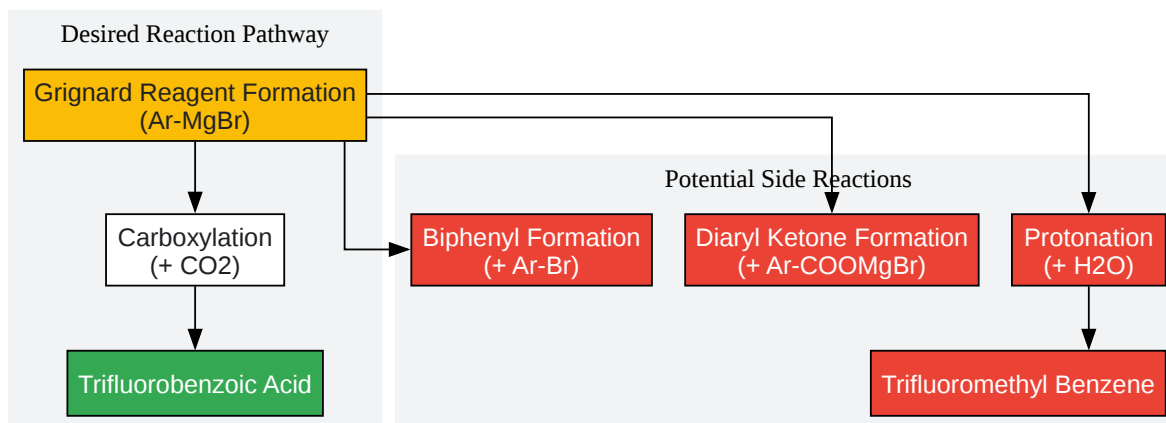 Desired Reaction Pathway
Grignard Reagent Formation
(Ar-MgBr)
Potential Side Reactions
Carboxylation
(+ CO2)
Biphenyl Formation
(+ Ar-Br)
Diaryl Ketone Formation
(+ Ar-COOMgBr)
Protonation
(+ H2O)
Trifluorobenzoic Acid
Trifluoromethyl Benzene